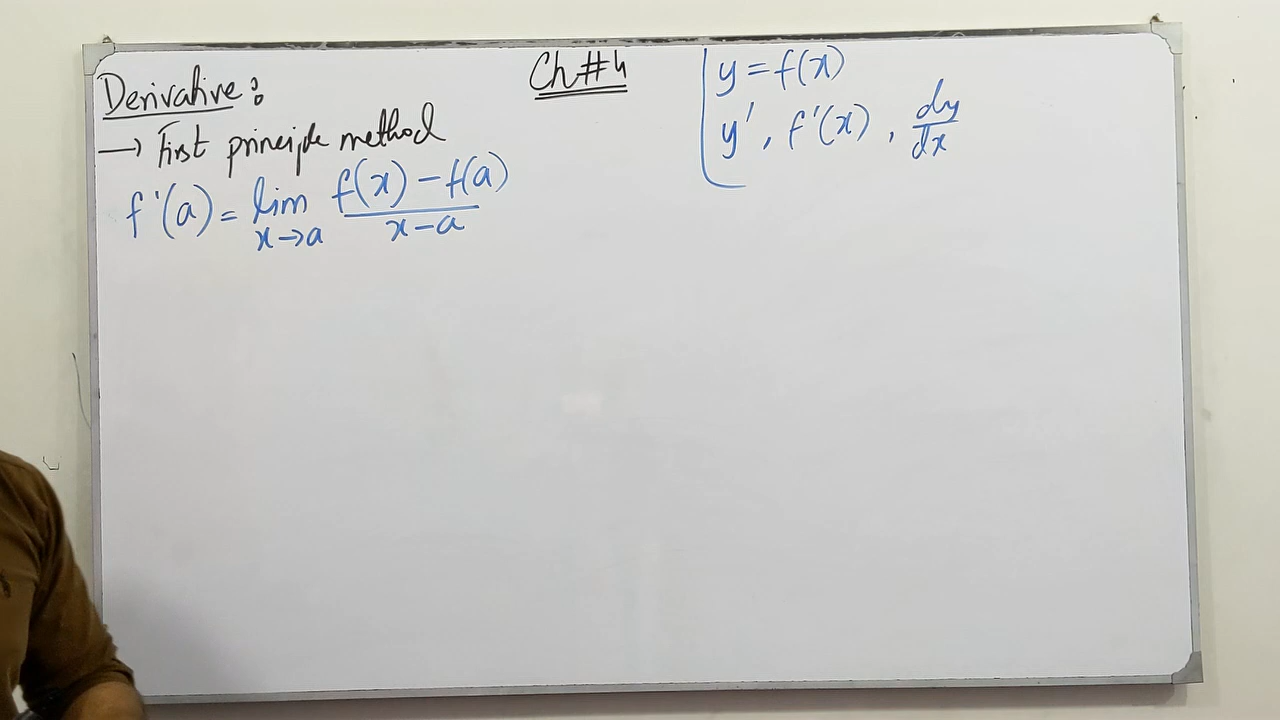 Ch#4
Derivative:
→ First principle method
f'(a) = lim x→a f(x) - f(a) / x - a
y = f(x)
y' , f'(x) , dy/dx